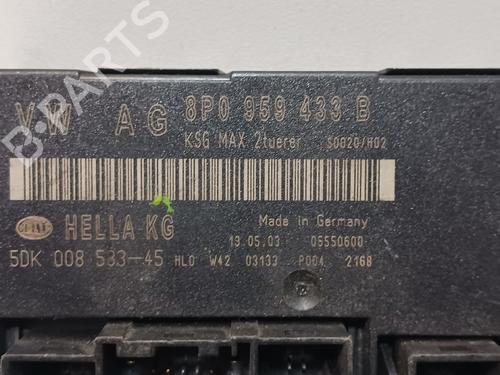 VW AG 8P0 959 433 B
KSG MAX 2tuerer S0020/H02
HELLA KG Made in Germany
13.05.03 05550600
5DK 008 533-45 HL0 W42 03133 P004 2168
B-PARTS